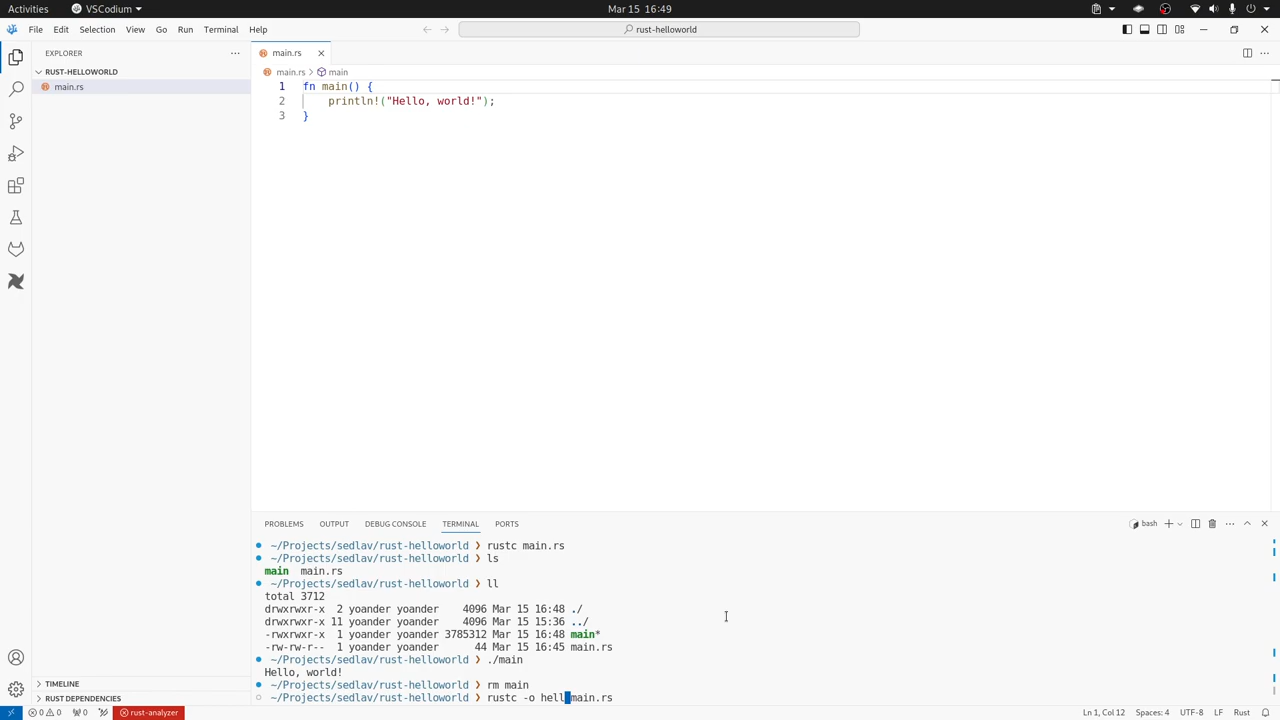 Activities VSCodium Mar 15 16:49
File Edit Selection View Go Run Terminal Help rust-helloworld
EXPLORER
RUST-HELLOWORLD
main.rs
TIMELINE
RUST DEPENDENCIES
main.rs
main.rs main
1 fn main() {
2 println!("Hello, world!");
3 }
PROBLEMS OUTPUT DEBUG CONSOLE TERMINAL PORTS bash
~/Projects/sedlav/rust-helloworld ❯ rustc main.rs
~/Projects/sedlav/rust-helloworld ❯ ls
main main.rs
~/Projects/sedlav/rust-helloworld ❯ ll
total 3712
drwxrwxr-x 2 yoander yoander 4096 Mar 15 16:48 ./
drwxrwxr-x 11 yoander yoander 4096 Mar 15 15:36 ../
-rwxrwxr-x 1 yoander yoander 3785312 Mar 15 16:48 main*
-rw-rw-r-- 1 yoander yoander 44 Mar 15 16:45 main.rs
~/Projects/sedlav/rust-helloworld ❯ ./main
Hello, world!
~/Projects/sedlav/rust-helloworld ❯ rm main
~/Projects/sedlav/rust-helloworld ❯ rustc -o hell main.rs
0 0 0 rust-analyzer Ln 1, Col 12 Spaces: 4 UTF-8 LF Rust